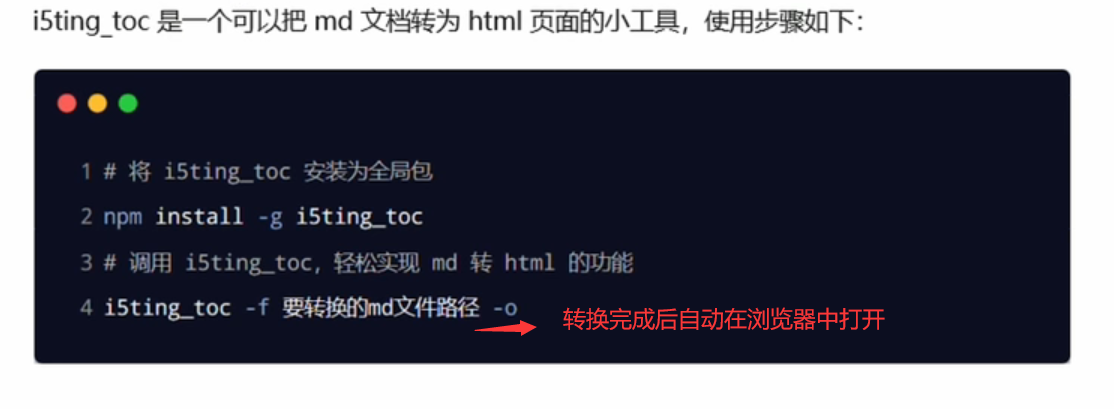 i5ting_toc 是一个可以把 md 文档转为 html 页面的小工具，使用步骤如下：
1 # 将 i5ting_toc 安装为全局包
2 npm install -g i5ting_toc
3 # 调用 i5ting_toc，轻松实现 md 转 html 的功能
4 i5ting_toc -f 要转换的md文件路径 -o
转换完成后自动在浏览器中打开